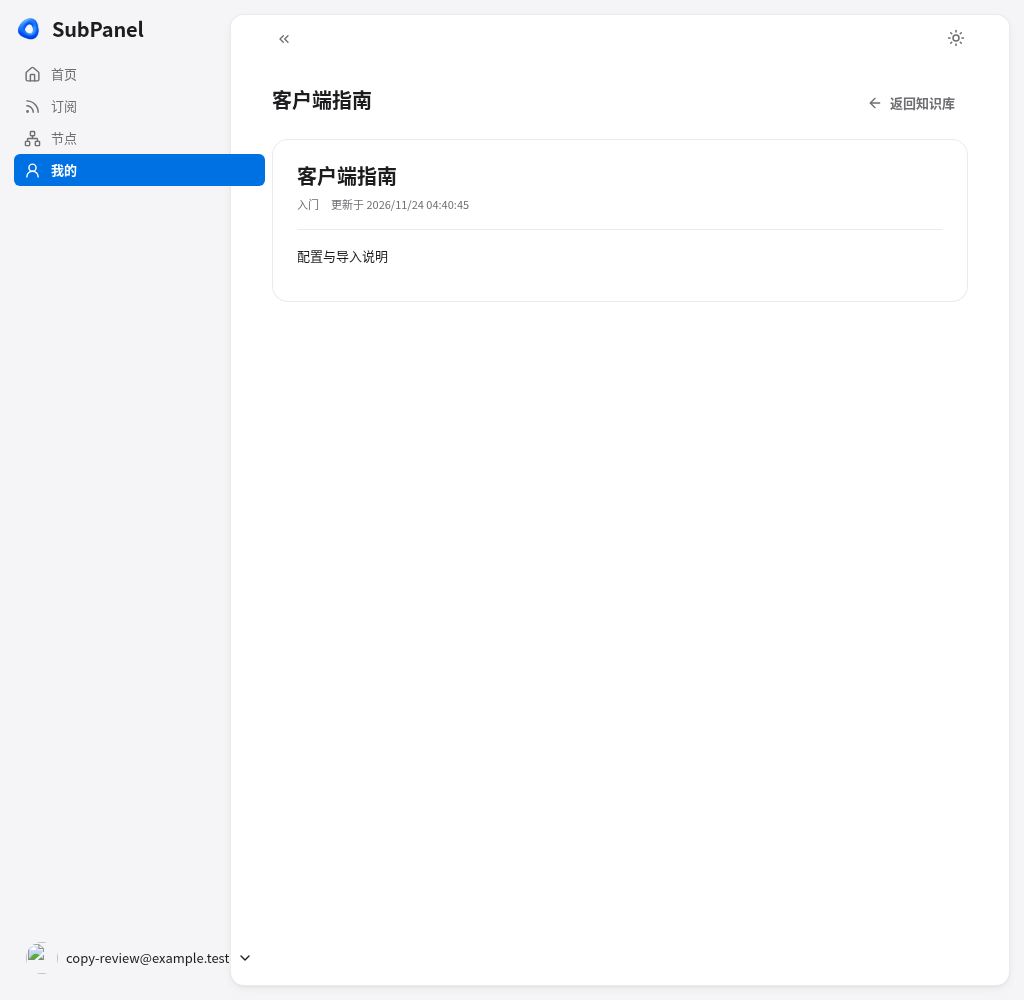 SubPanel
首页
订阅
节点
我的
copy-review@example.test
客户端指南
返回知识库
客户端指南
入门 更新于 2026/11/24 04:40:45
配置与导入说明